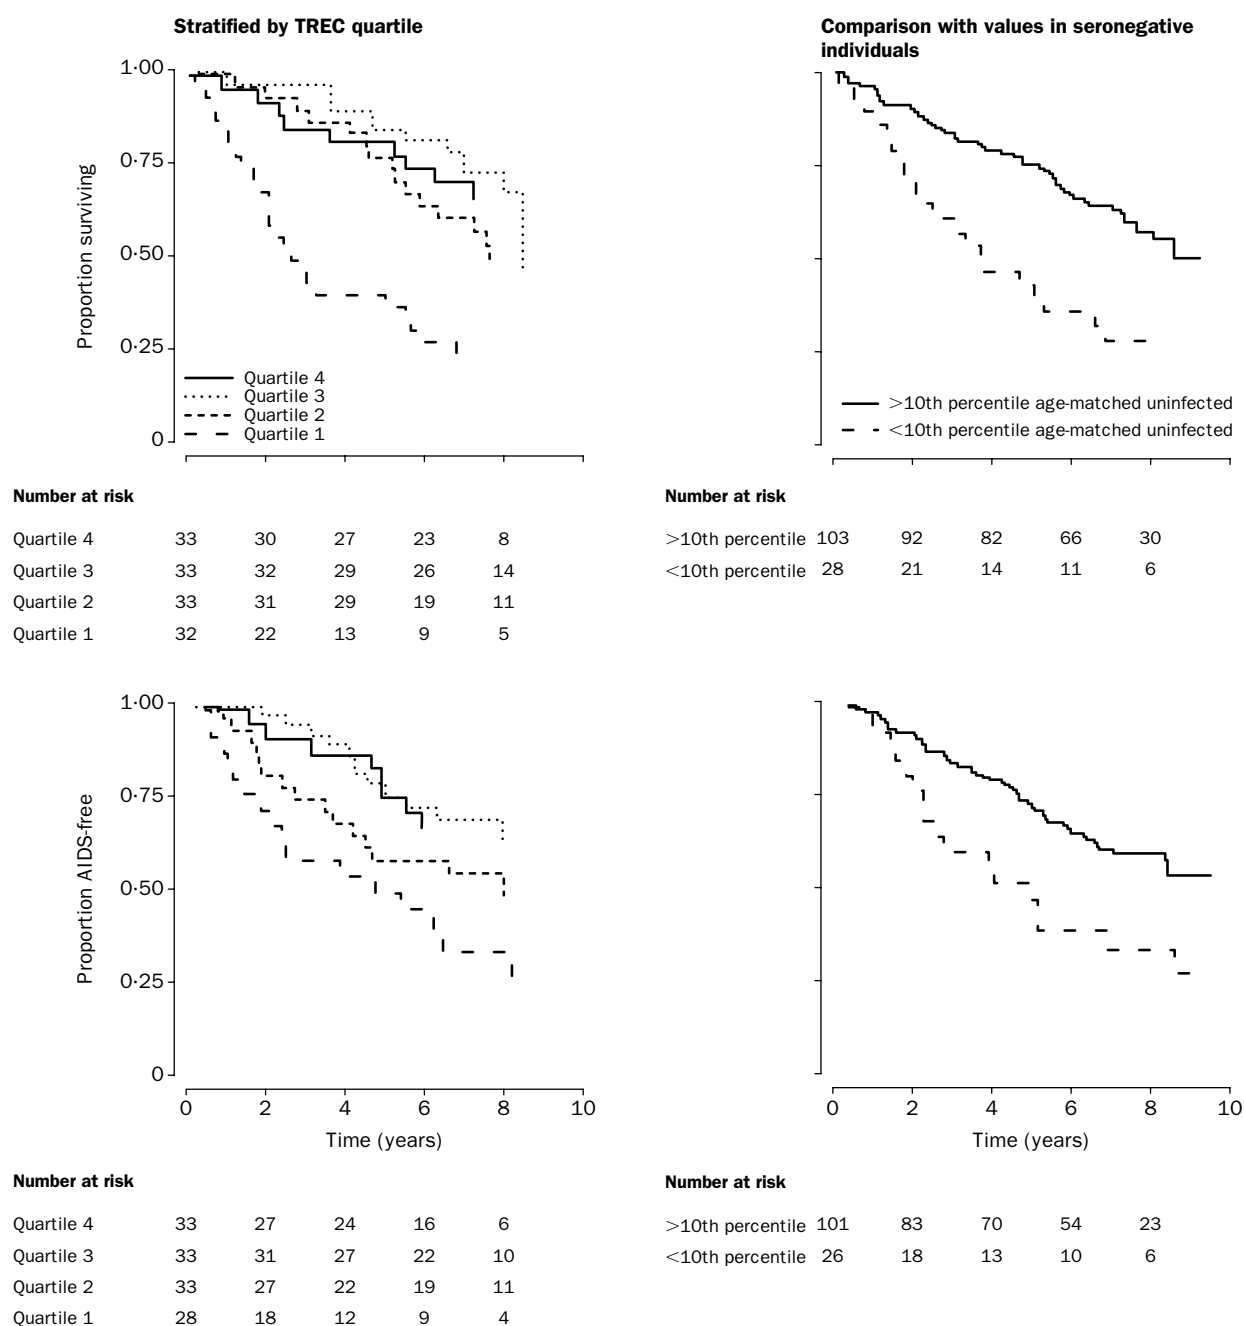 Stratified by TREC quartile
Comparison with values in seronegative
individuals
Proportion surviving
1·00
0·75
0·50
0·25
0
Quartile 4
Quartile 3
Quartile 2
Quartile 1
>10th percentile age-matched uninfected
<10th percentile age-matched uninfected
Number at risk
Quartile 4 33 30 27 23 8
Quartile 3 33 32 29 26 14
Quartile 2 33 31 29 19 11
Quartile 1 32 22 13 9 5
Number at risk
>10th percentile 103 92 82 66 30
<10th percentile 28 21 14 11 6
Proportion AIDS-free
1·00
0·75
0·50
0·25
0
0 2 4 6 8 10
Time (years)
0 2 4 6 8 10
Time (years)
Number at risk
Quartile 4 33 27 24 16 6
Quartile 3 33 31 27 22 10
Quartile 2 33 27 22 19 11
Quartile 1 28 18 12 9 4
Number at risk
>10th percentile 101 83 70 54 23
<10th percentile 26 18 13 10 6